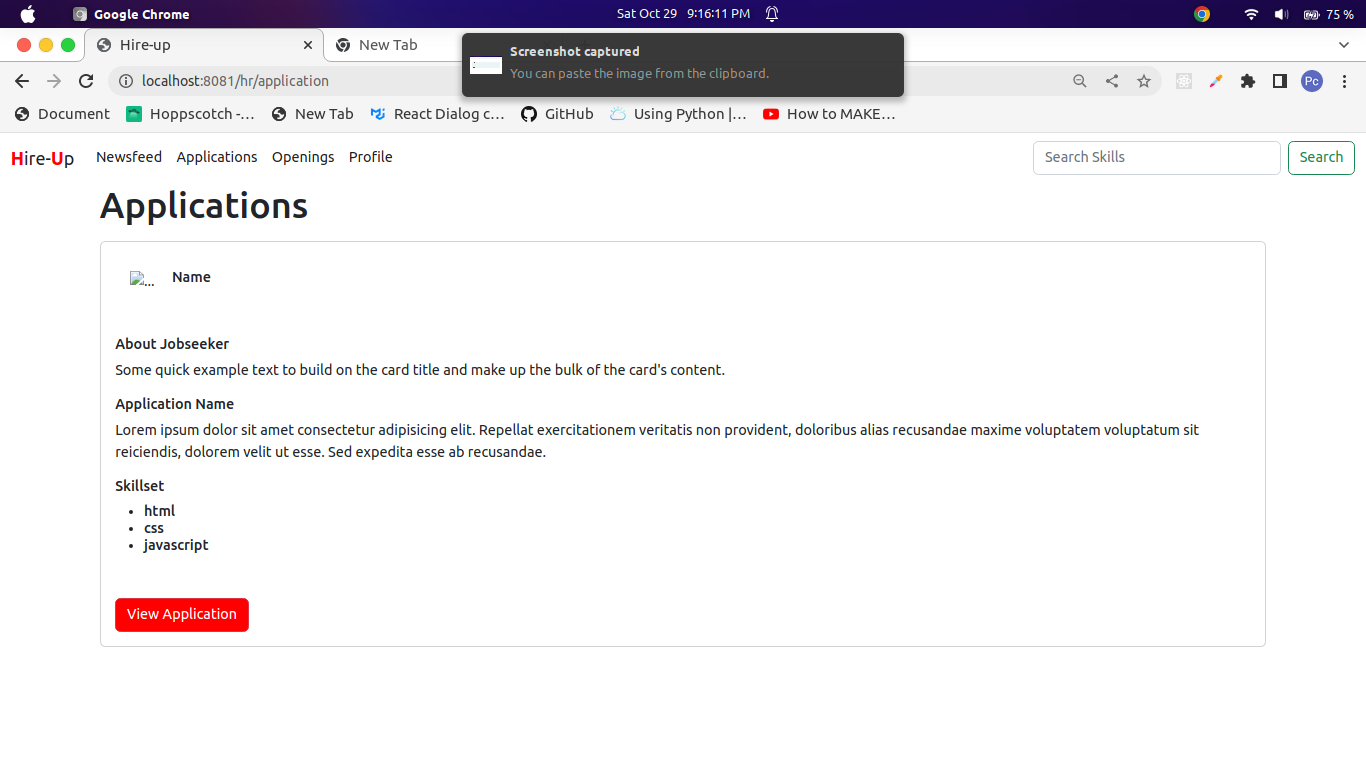 Google Chrome
Sat Oct 29 9:16:11 PM
75 %
Hire-up
New Tab
Screenshot captured
You can paste the image from the clipboard.
localhost:8081/hr/application
Pc
Document
Hoppscotch -...
New Tab
React Dialog c...
GitHub
Using Python |...
How to MAKE...
Hire-Up
Newsfeed
Applications
Openings
Profile
Search Skills
Search
Applications
...
Name
About Jobseeker
Some quick example text to build on the card title and make up the bulk of the card's content.
Application Name
Lorem ipsum dolor sit amet consectetur adipisicing elit. Repellat exercitationem veritatis non provident, doloribus alias recusandae maxime voluptatem voluptatum sit
reiciendis, dolorem velit ut esse. Sed expedita esse ab recusandae.
Skillset
• html
• css
• javascript
View Application